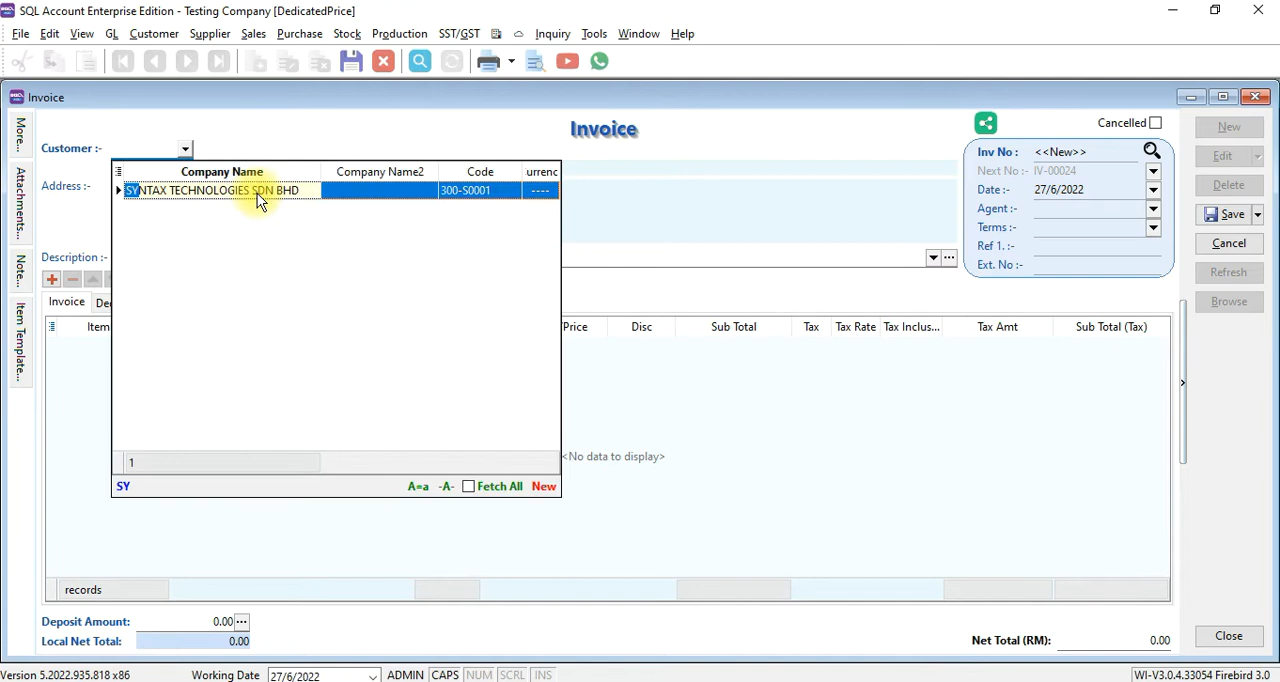 SQL Account Enterprise Edition - Testing Company [DedicatedPrice]
File Edit View GL Customer Supplier Sales Purchase Stock Production SST/GST Inquiry Tools Window Help
Invoice
Invoice
Cancelled
New
Customer :-
Inv No : <<New>>
Edit
Next No :- IV-00024
Company Name Company Name2 Code urrenc
Address :-
Date :- 27/6/2022
Delete
SYNTAX TECHNOLOGIES SDN BHD 300-S0001 ----
Agent :-
Save
Terms :-
Ref 1. :-
Cancel
Description :-
Ext. No :-
Refresh
Invoice De
Browse
Item /Price Disc Sub Total Tax Tax Rate Tax Inclus... Tax Amt Sub Total (Tax)
More...
Attachments...
Note...
Item Template...
<No data to display>
1
SY A=a -A- Fetch All New
records
Deposit Amount: 0.00
Local Net Total: 0.00
Net Total (RM): 0.00
Close
Version 5.2022.935.818 x86 Working Date 27/6/2022 ADMIN CAPS NUM SCRL INS WI-V3.0.4.33054 Firebird 3.0